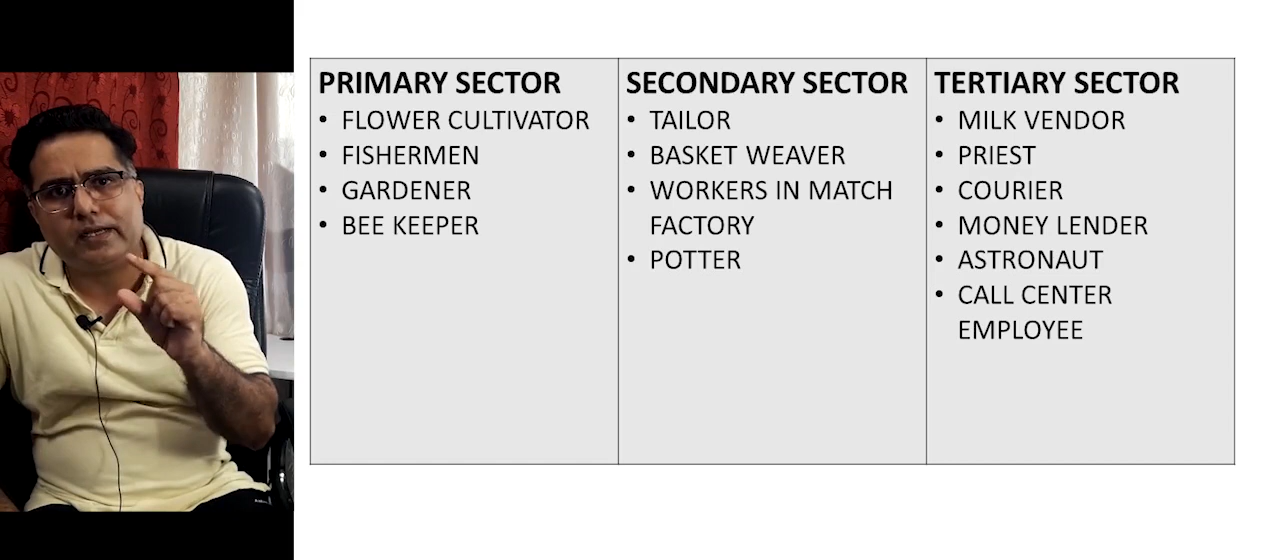 PRIMARY SECTOR
• FLOWER CULTIVATOR
• FISHERMEN
• GARDENER
• BEE KEEPER
SECONDARY SECTOR
• TAILOR
• BASKET WEAVER
• WORKERS IN MATCH
FACTORY
• POTTER
TERTIARY SECTOR
• MILK VENDOR
• PRIEST
• COURIER
• MONEY LENDER
• ASTRONAUT
• CALL CENTER
EMPLOYEE